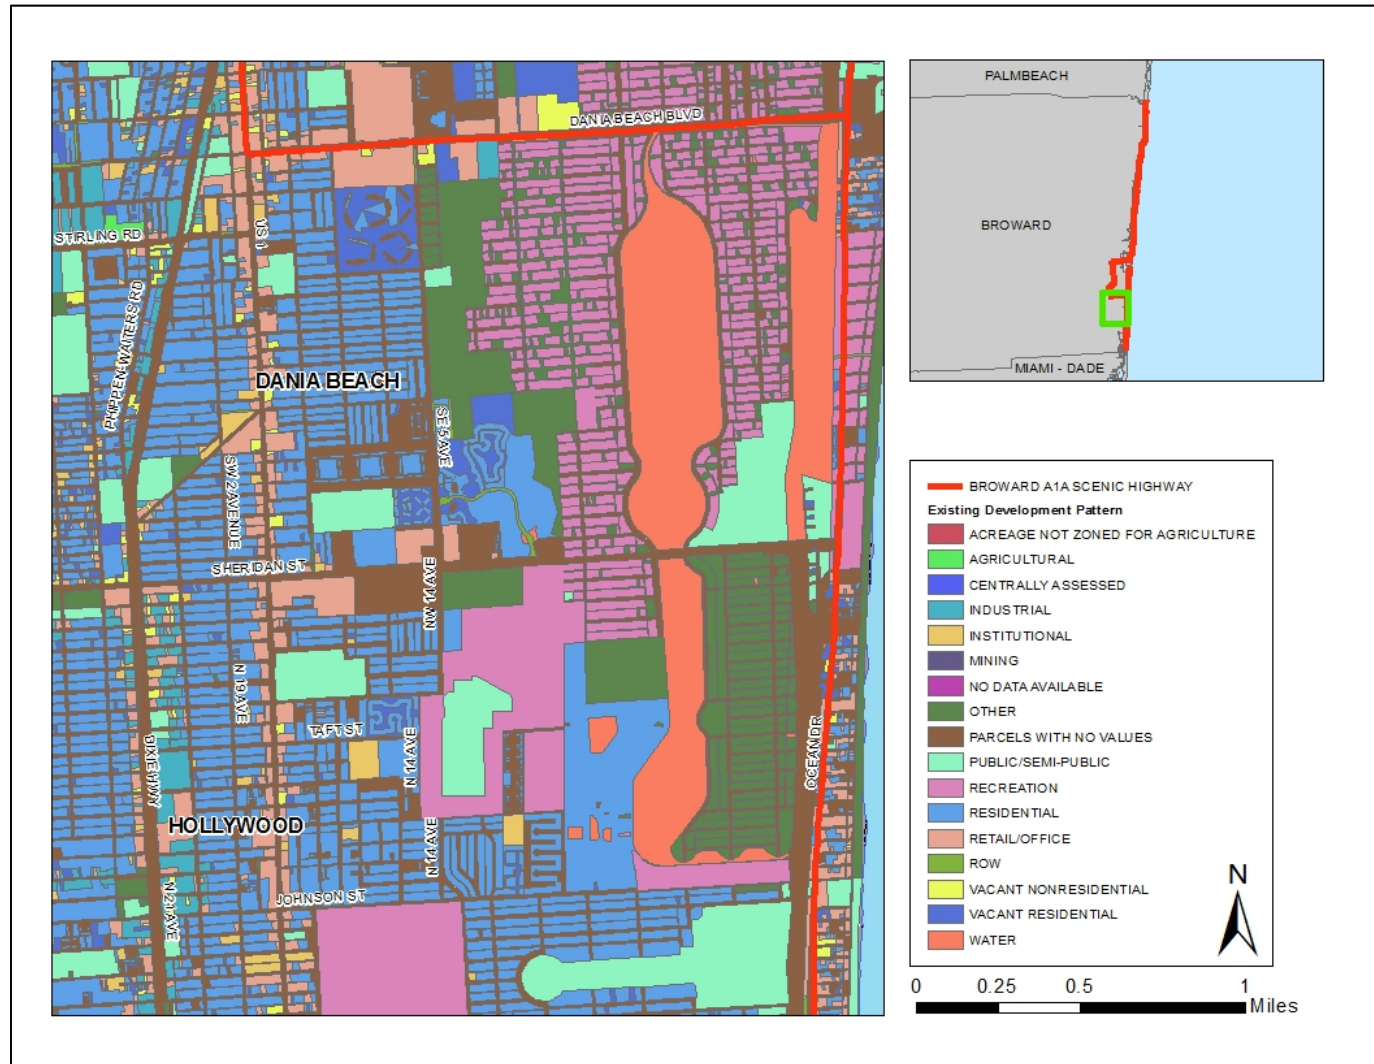 DANIA BEACH BLVD
STIRLING RD
US 1
PHIPPEN-WAITERS RD
DANIA BEACH
SE 5 AVE
SW 2 AVENUE
SHERIDAN ST
NW 14 AVE
N 19 AVE
TAFT ST
N 14 AVE
OCEAN DR
DIXIE HWY
HOLLYWOOD
N 14 AVE
N 21 AVE
JOHNSON ST
PALMBEACH
BROWARD
MIAMI - DADE
BROWARD A1A SCENIC HIGHWAY
Existing Development Pattern
ACREAGE NOT ZONED FOR AGRICULTURE
AGRICULTURAL
CENTRALLY ASSESSED
INDUSTRIAL
INSTITUTIONAL
MINING
NO DATA AVAILABLE
OTHER
PARCELS WITH NO VALUES
PUBLIC/SEMI-PUBLIC
RECREATION
RESIDENTIAL
RETAIL/OFFICE
ROW
VACANT NONRESIDENTIAL
VACANT RESIDENTIAL
WATER
N
0 0.25 0.5 1
Miles